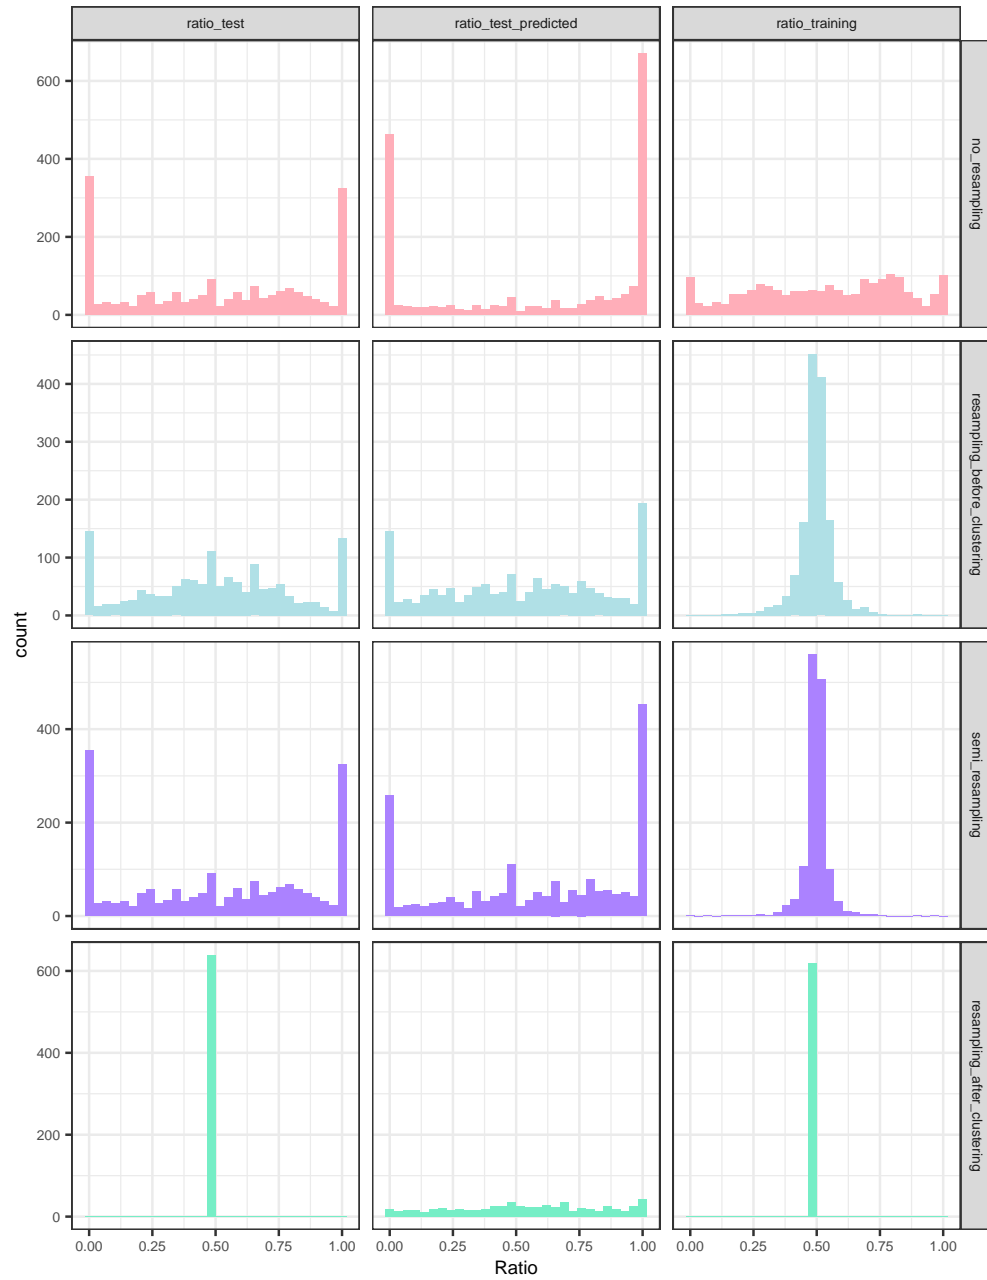 ratio_test ratio_test_predicted ratio_training
600
400
200
0
no_resampling
400
300
200
100
0
resampling_before_clustering
count
400
200
0
semi_resampling
600
400
200
0
resampling_after_clustering
0.00 0.25 0.50 0.75 1.00 0.00 0.25 0.50 0.75 1.00 0.00 0.25 0.50 0.75 1.00
Ratio